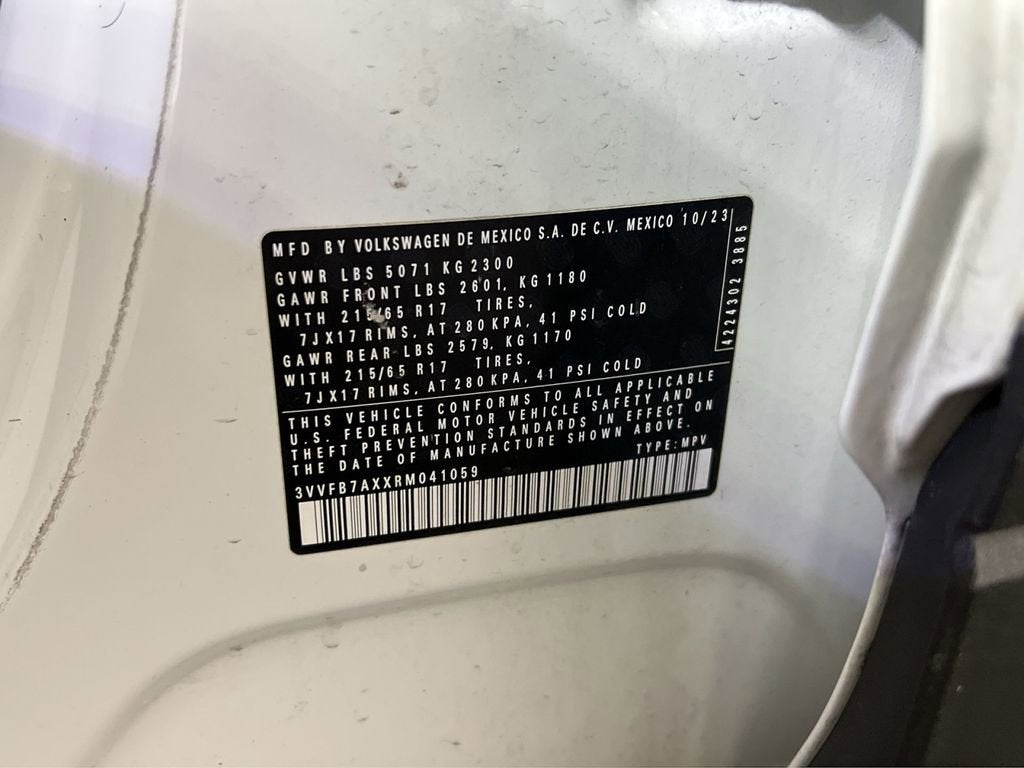 MFD BY VOLKSWAGEN DE MEXICO S.A. DE C.V. MEXICO 10/23
GVWR LBS 5071 KG 2300
GAWR FRONT LBS 2601, KG 1180
WITH 215/65 R17 TIRES,
7JX17 RIMS, AT 280 KPA, 41 PSI COLD
GAWR REAR LBS 2579, KG 1170
WITH 215/65 R17 TIRES,
7JX17 RIMS, AT 280 KPA, 41 PSI COLD
4224302 3885
THIS VEHICLE CONFORMS TO ALL APPLICABLE
U.S. FEDERAL MOTOR VEHICLE SAFETY AND
THEFT PREVENTION STANDARDS IN EFFECT ON
THE DATE OF MANUFACTURE SHOWN ABOVE.
3VVFB7AXXRM041059 TYPE: MPV